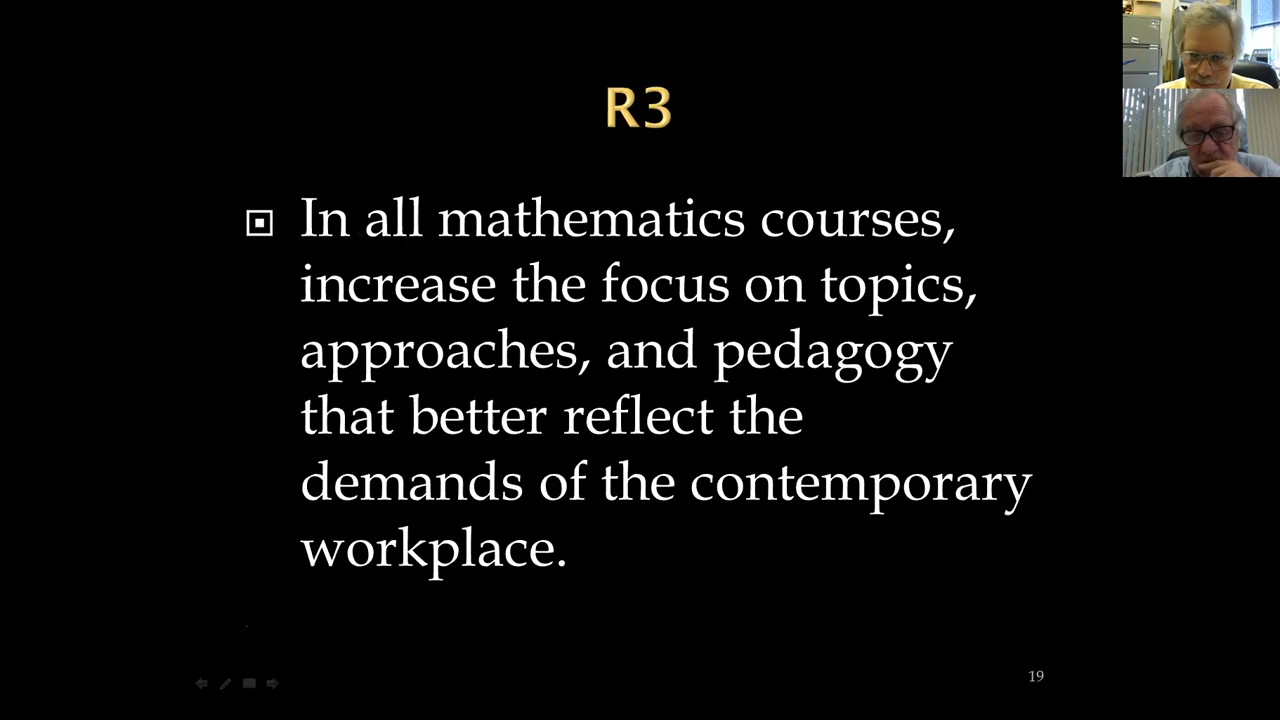 R3
In all mathematics courses,
increase the focus on topics,
approaches, and pedagogy
that better reflect the
demands of the contemporary
workplace.
19